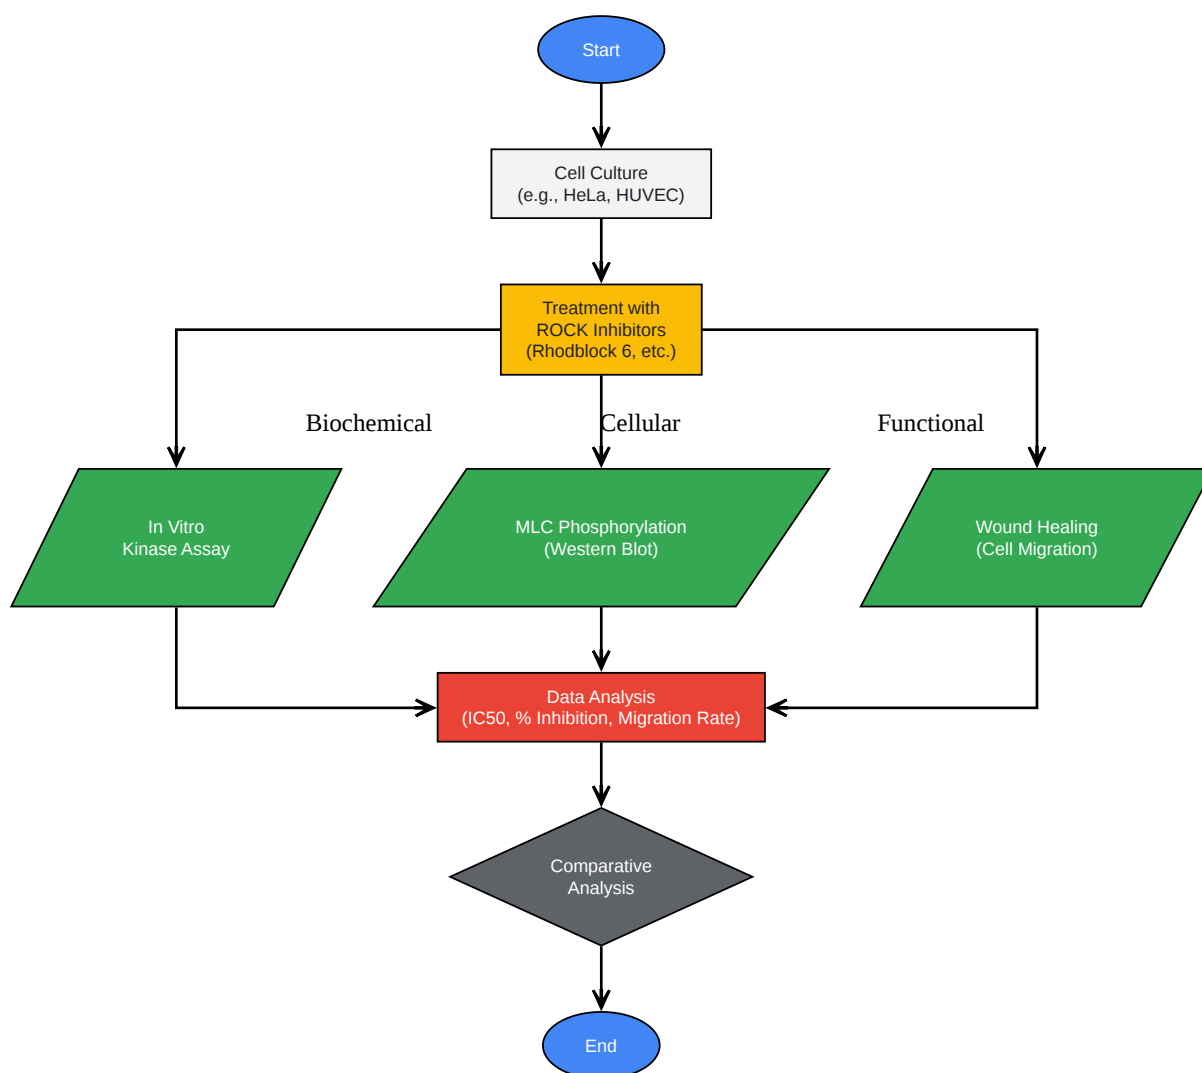 Start
Cell Culture
(e.g., HeLa, HUVEC)
Treatment with
ROCK Inhibitors
(Rhodblock 6, etc.)
Biochemical
Cellular
Functional
In Vitro
Kinase Assay
MLC Phosphorylation
(Western Blot)
Wound Healing
(Cell Migration)
Data Analysis
(IC50, % Inhibition, Migration Rate)
Comparative
Analysis
End